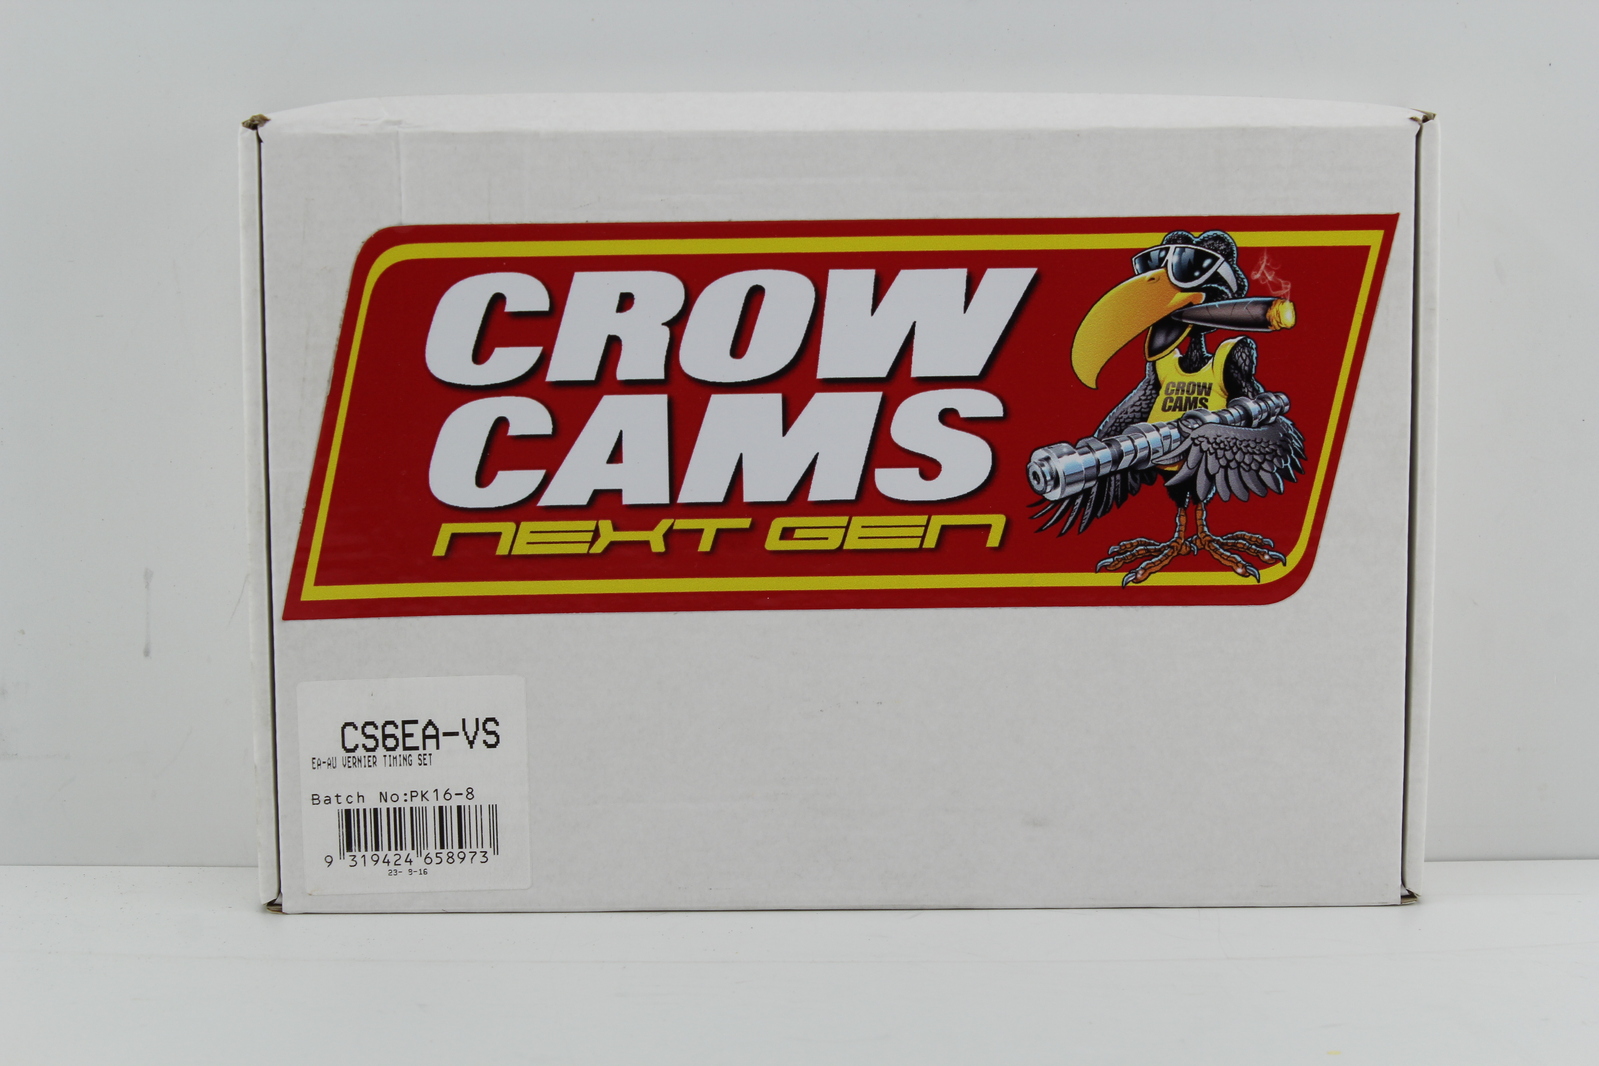 CROW
CAMS
NEXT GEN
CROW
CAMS
CS6EA-VS
EA-AU VERNIER TIMING SET
Batch No:PK16-8
9 319424 658973
23- 9-16